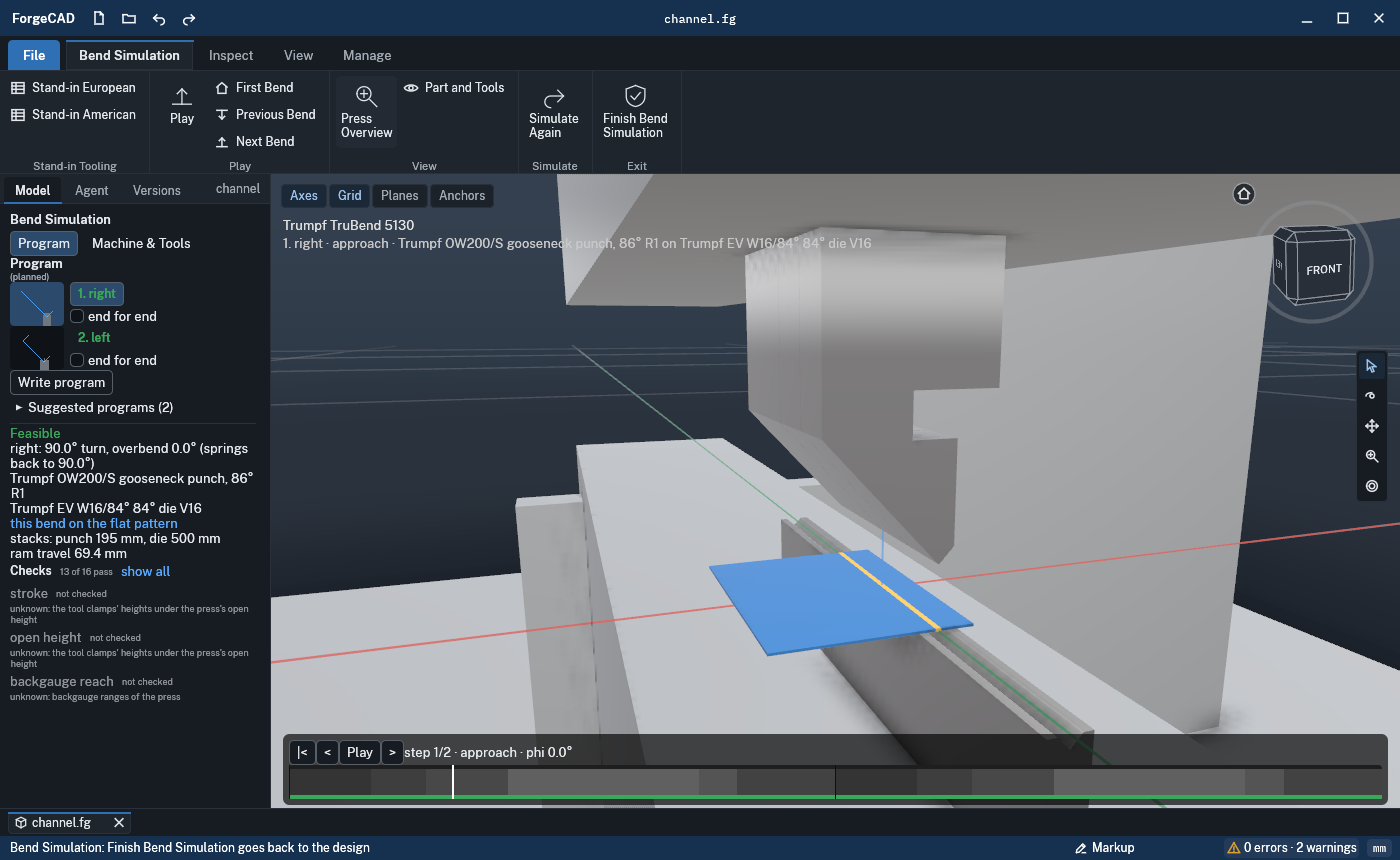 ForgeCAD
channel.fg
File
Bend Simulation
Inspect
View
Manage
Stand-in European
Stand-in American
Stand-in Tooling
Play
First Bend
Previous Bend
Next Bend
Play
Press Overview
Part and Tools
View
Simulate Again
Simulate
Finish Bend Simulation
Exit
Model
Agent
Versions
channel
Bend Simulation
Program
Machine & Tools
Program
(planned)
1. right
end for end
2. left
end for end
Write program
Suggested programs (2)
Feasible
right: 90.0° turn, overbend 0.0° (springs
back to 90.0°)
Trumpf OW200/S gooseneck punch, 86°
R1
Trumpf EV W16/84° 84° die V16
this bend on the flat pattern
stacks: punch 195 mm, die 500 mm
ram travel 69.4 mm
Checks 13 of 16 pass show all
stroke not checked
unknown: the tool clamps' heights under the press's open
height
open height not checked
unknown: the tool clamps' heights under the press's open
height
backgauge reach not checked
unknown: backgauge ranges of the press
Axes
Grid
Planes
Anchors
Trumpf TruBend 5130
1. right · approach · Trumpf OW200/S gooseneck punch, 86° R1 on Trumpf EV W16/84° 84° die V16
FRONT
|<
<
Play
>
step 1/2 · approach · phi 0.0°
channel.fg
Bend Simulation: Finish Bend Simulation goes back to the design
Markup
0 errors · 2 warnings
mm